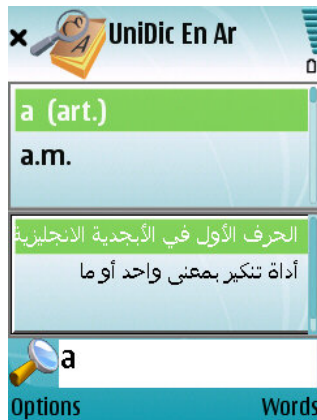 UniDic En Ar
a (art.)
a.m.
الحرف الأول في الأبجدية الانجليزية
أداة تنكير بمعنى واحد أو ما
a
Options
Words